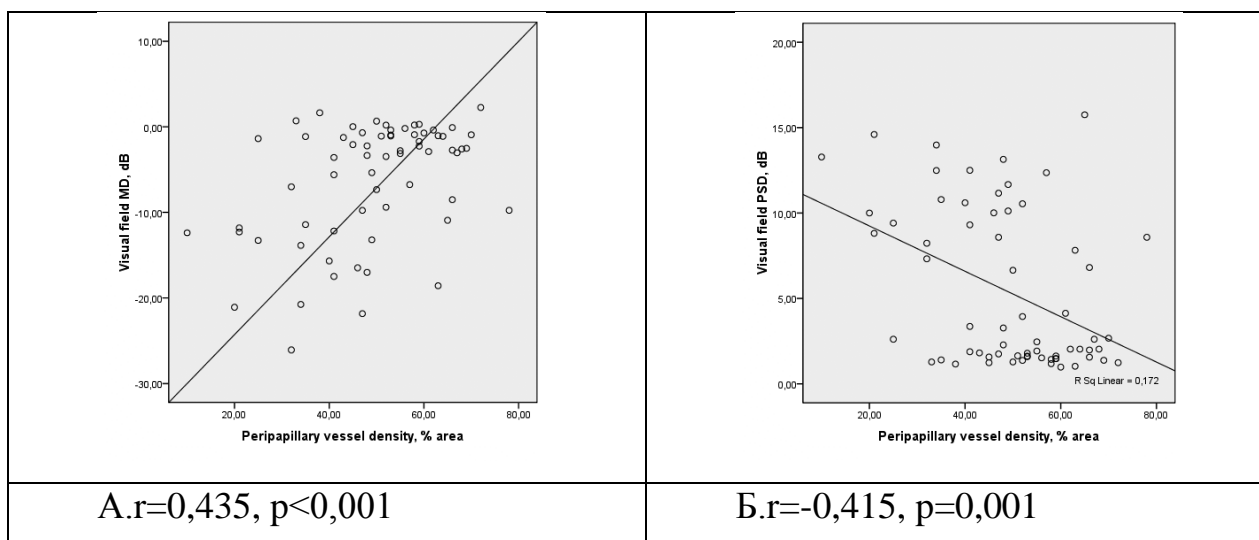 10,00
0,00
-10,00
-20,00
-30,00
Visual field MD, dB
20,00
40,00
60,00
80,00
Peripapillary vessel density, % area
20,00
15,00
10,00
5,00
0,00
Visual field PSD, dB
R Sq Linear = 0,172
20,00
40,00
60,00
80,00
Peripapillary vessel density, % area
А.r=0,435, p<0,001
Б.r=-0,415, p=0,001